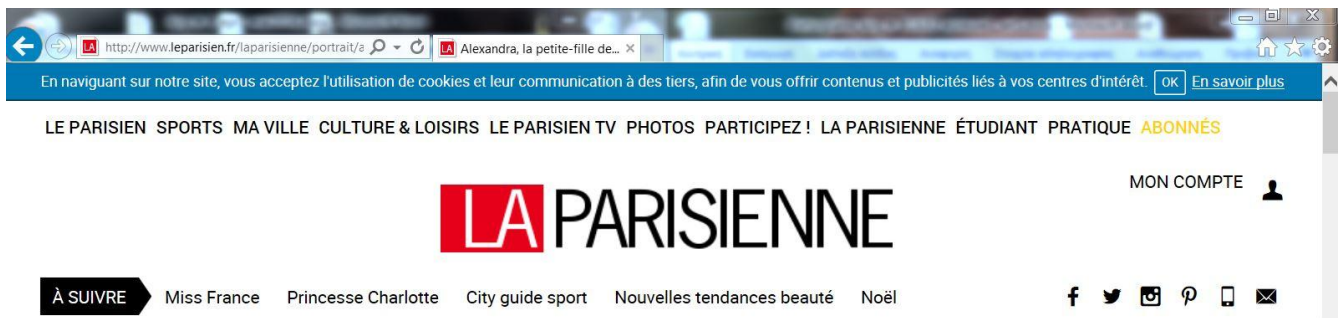 http://www.leparisien.fr/laparisienne/portrait/a
Alexandra, la petite-fille de...
En naviguant sur notre site, vous acceptez l'utilisation de cookies et leur communication à des tiers, afin de vous offrir contenus et publicités liés à vos centres d'intérêt. OK En savoir plus
LE PARISIEN SPORTS MA VILLE CULTURE & LOISIRS LE PARISIEN TV PHOTOS PARTICIPEZ ! LA PARISIENNE ÉTUDIANT PRATIQUE ABONNÉS
MON COMPTE
LA PARISIENNE
À SUIVRE Miss France Princesse Charlotte City guide sport Nouvelles tendances beauté Noël